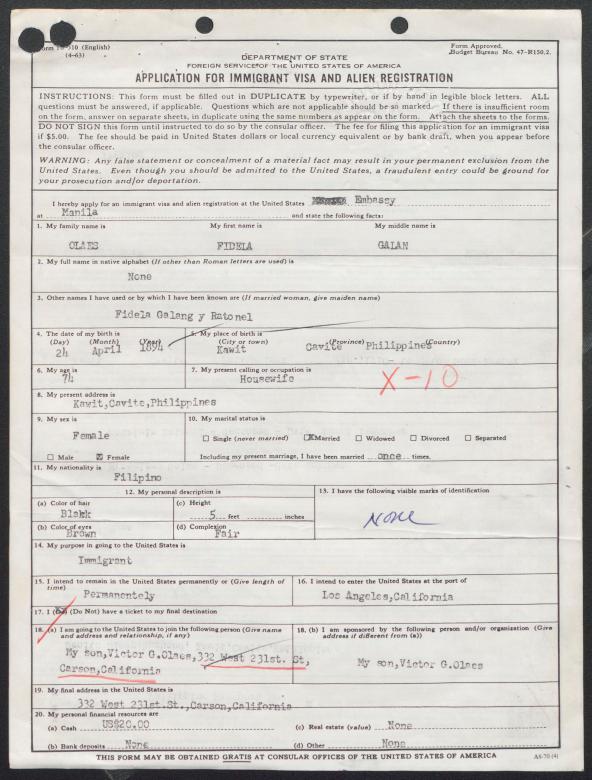 (English)
(4-63)
Form Approved.
Budget Bureau No. 47-R150.2.
DEPARTMENT OF STATE
FOREIGN SERVICE OF THE UNITED STATES OF AMERICA
APPLICATION FOR IMMIGRANT VISA AND ALIEN REGISTRATION
INSTRUCTIONS: This form must be filled out in DUPLICATE by typewriter, or if by hand in legible block letters. ALL
questions must be answered, if applicable. Questions which are not applicable should be so marked. If there is insufficient room
on the form, answer on separate sheets, in duplicate using the same numbers as appear on the form. Attach the sheets to the forms.
DO NOT SIGN this form until instructed to do so by the consular officer. The fee for filing this application for an immigrant visa
if $5.00. The fee should be paid in United States dollars or local currency equivalent or by bank draft, when you appear before
the consular officer.
WARNING: Any false statement or concealment of a material fact may result in your permanent exclusion from the
United States. Even though you should be admitted to the United States, a fraudulent entry could be ground for
your prosecution and/or deportation.
I hereby apply for an immigrant visa and alien registration at the United States Embassy
at Manila and state the following facts:
1. My family name is My first name is My middle name is
OLAES FIDELA GALAN
2. My full name in native alphabet (If other than Roman letters are used) is
None
3. Other names I have used or by which I have been known are (If married woman, give maiden name)
Fidela Galang y Ratonel
4. The date of my birth is 5. My place of birth is
(Day) (Month) (Year) (City or town) (Province) (Country)
24 April 1894 Kawit Cavite Philippines
6. My age is 7. My present calling or occupation is
74 Housewife X-10
8. My present address is
Kawit,Cavite,Philippines
9. My sex is 10. My marital status is
Female
Single (never married) X Married Widowed Divorced Separated
Male X Female Including my present marriage, I have been married once times.
11. My nationality is
Filipino
12. My personal description is 13. I have the following visible marks of identification
(a) Color of hair (c) Height
Blakk 5 feet inches
None
(b) Color of eyes (d) Complexion
Brown Fair
14. My purpose in going to the United States is
Immigrant
15. I intend to remain in the United States permanently or (Give length of
time) 16. I intend to enter the United States at the port of
Permanentely Los Angeles,California
17. I (Do Not) have a ticket to my final destination
18. (a) I am going to the United States to join the following person (Give name
and address and relationship, if any)
18. (b) I am sponsored by the following person and/or organization (Give
address if different from (a))
My son,Victor G.Olaes,332 West 231st. St,
Carson,California
My son,Victor G.Olaes
19. My final address in the United States is
332 West 231st.St.,Carson,California
20. My personal financial resources are
(a) Cash US$20.00 (c) Real estate (value) None
(b) Bank deposits None (d) Other None
THIS FORM MAY BE OBTAINED GRATIS AT CONSULAR OFFICES OF THE UNITED STATES OF AMERICA